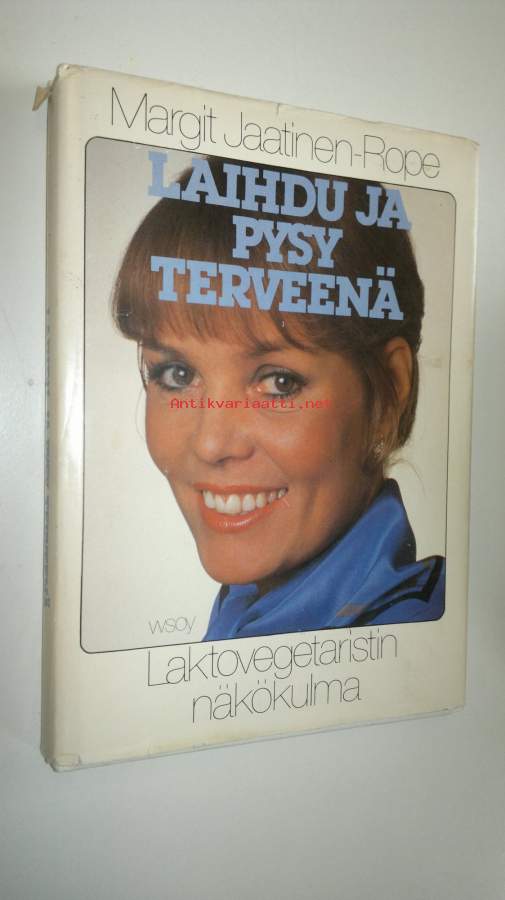 Margit Jaatinen-Rope
LAIHDU JA
PYSY
TERVEENÄ
Antikvariaatti.net
wsoy
Laktovegetaristin
näkökulma